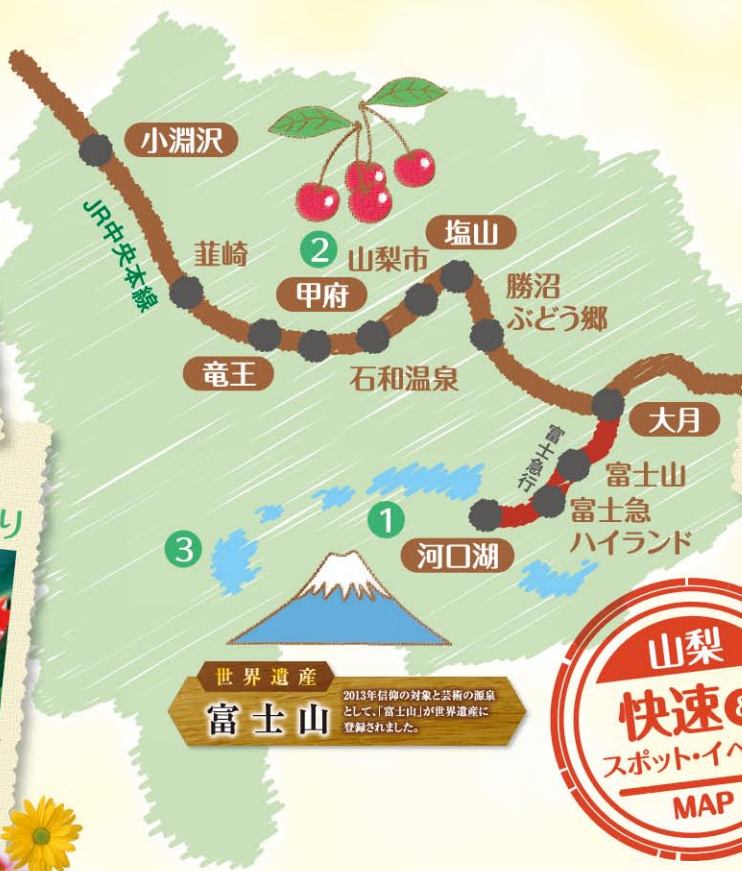 小淵沢
JR中央本線
韮崎
2
山梨市
塩山
甲府
勝沼
ぶどう郷
竜王
石和温泉
大月
富士急行
富士山
富士急
ハイランド
1
河口湖
3
り
世界遺産
富士山
2013年信仰の対象と芸術の源泉
として、「富士山」が世界遺産に
登録されました。
山梨
快速
スポット・イベ
MAP